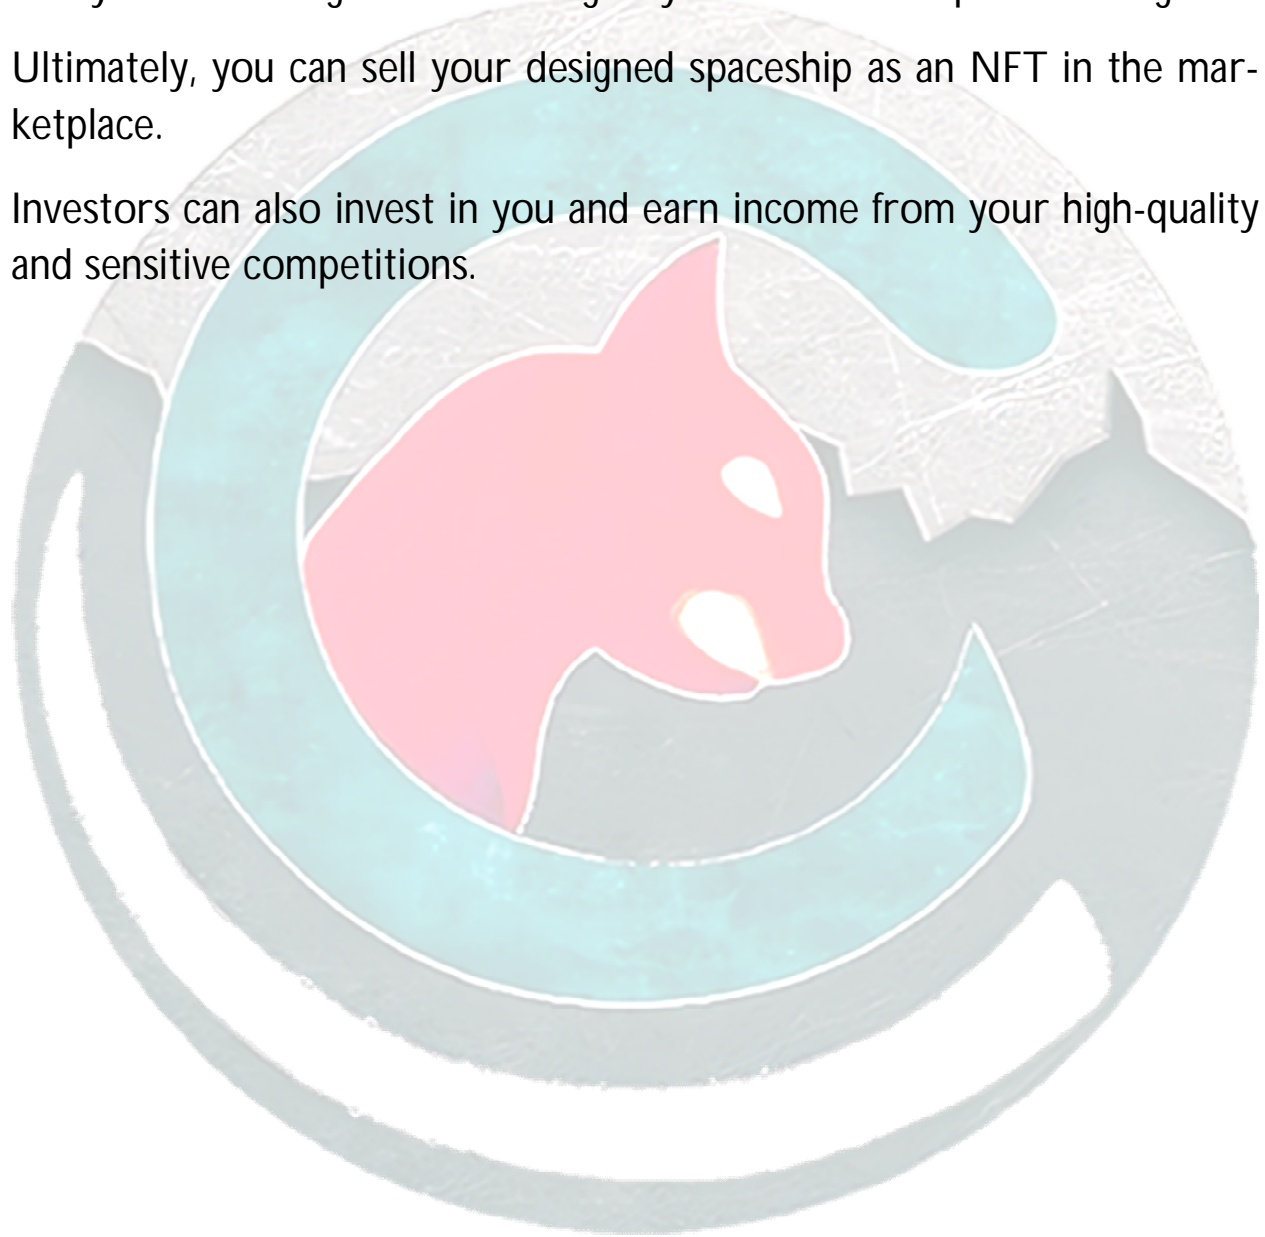 Ultimately, you can sell your designed spaceship as an NFT in the mar-
ketplace.
Investors can also invest in you and earn income from your high-quality
and sensitive competitions.